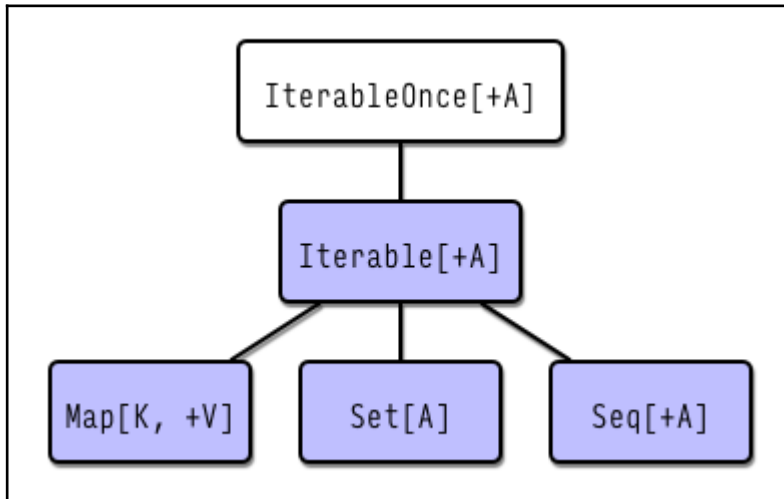 IterableOnce[+A]
Iterable[+A]
Map[K, +V]
Set[A]
Seq[+A]